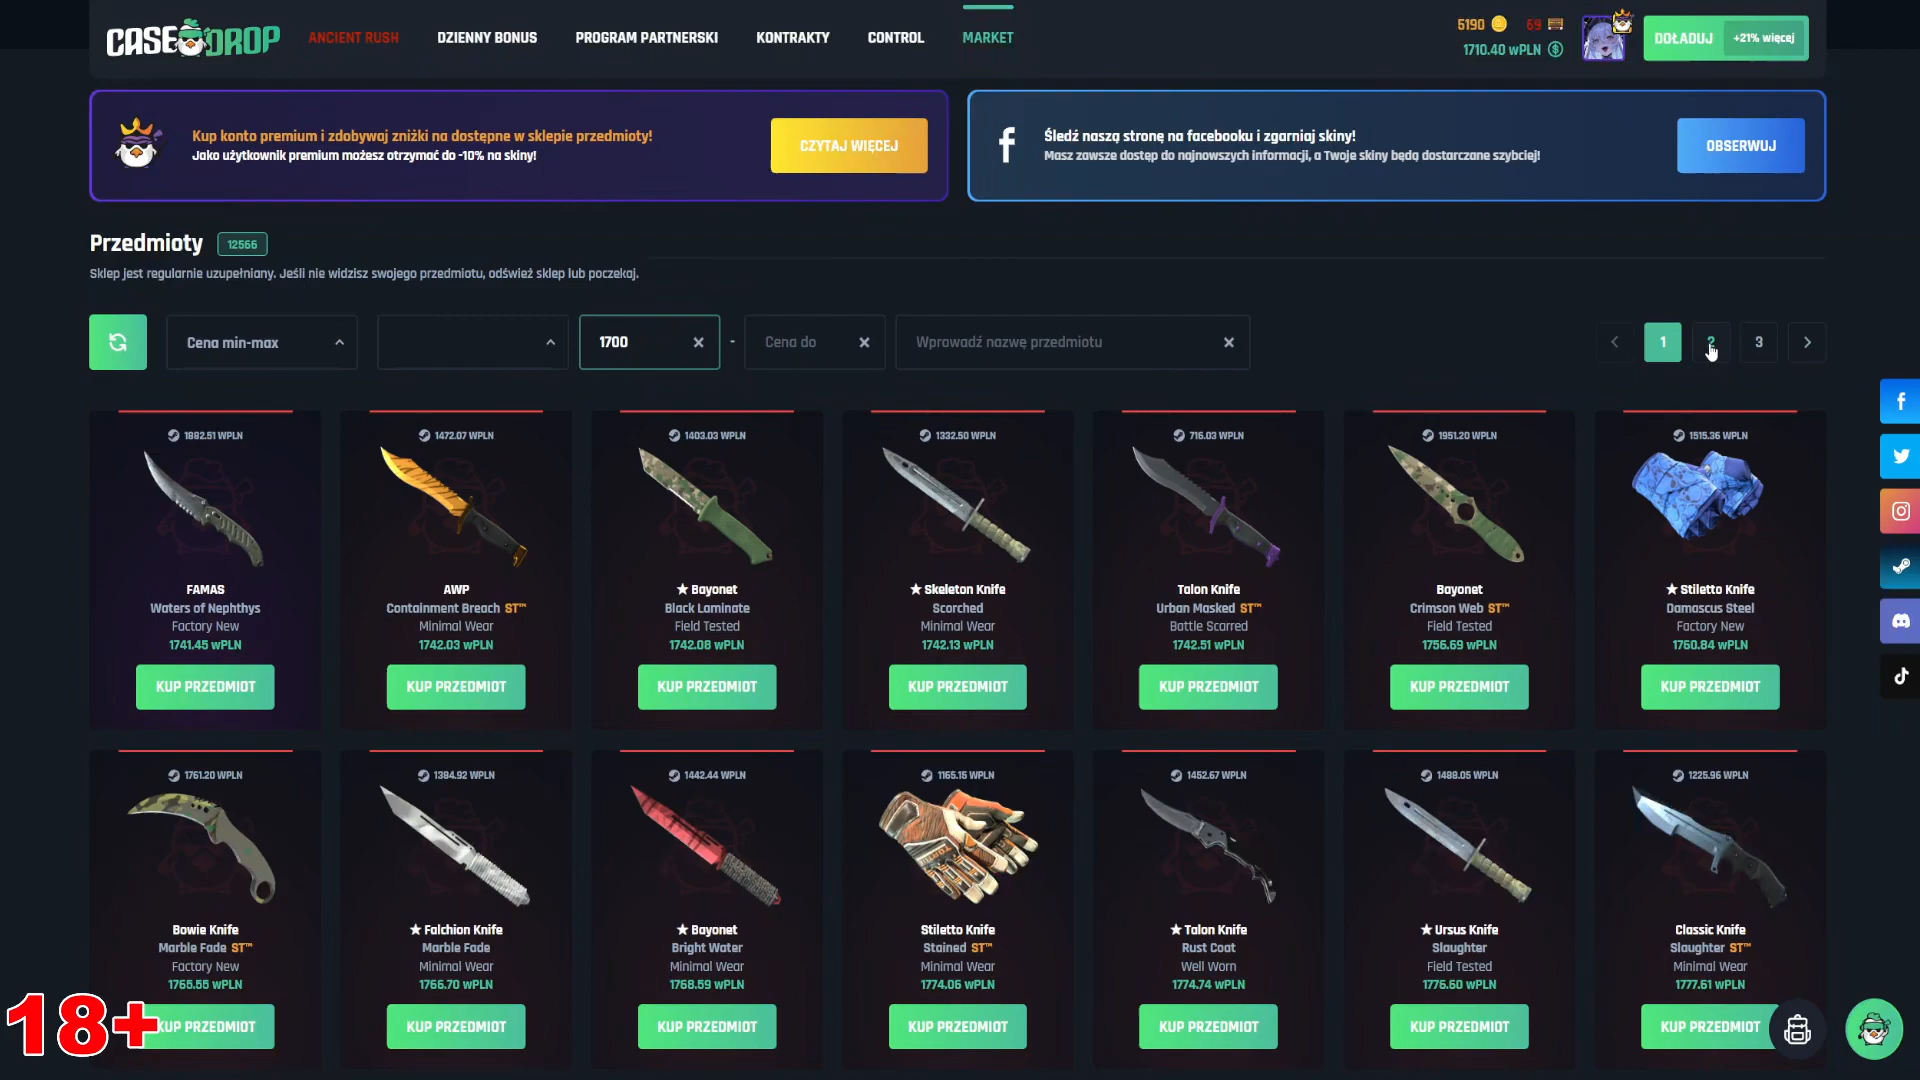 CASEDROP
ANCIENT RUSH
DZIENNY BONUS
PROGRAM PARTNERSKI
KONTRAKTY
CONTROL
MARKET
5190
69
1710.40 wPLN
DOŁADUJ
+21% więcej
Kup konto premium i zdobywaj zniżki na dostępne w sklepie przedmioty!
Jako użytkownik premium możesz otrzymać do -10% na skiny!
CZYTAJ WIĘCEJ
Śledź naszą stronę na facebooku i zgarniaj skiny!
Masz zawsze dostęp do najnowszych informacji, a Twoje skiny będą dostarczane szybciej!
OBSERWUJ
Przedmioty
12566
Sklep jest regularnie uzupełniany. Jeśli nie widzisz swojego przedmiotu, odśwież sklep lub poczekaj.
Cena min-max
1700
-
Cena do
Wprowadź nazwę przedmiotu
1
2
3
1882.51 WPLN
FAMAS
Waters of Nephthys
Factory New
1741.45 wPLN
KUP PRZEDMIOT
1472.07 WPLN
AWP
Containment Breach ST™
Minimal Wear
1742.03 wPLN
KUP PRZEDMIOT
1403.03 WPLN
★ Bayonet
Black Laminate
Field Tested
1742.08 wPLN
KUP PRZEDMIOT
1332.50 WPLN
★ Skeleton Knife
Scorched
Minimal Wear
1742.13 wPLN
KUP PRZEDMIOT
716.03 WPLN
Talon Knife
Urban Masked ST™
Battle Scarred
1742.51 wPLN
KUP PRZEDMIOT
1951.20 WPLN
Bayonet
Crimson Web ST™
Field Tested
1756.69 wPLN
KUP PRZEDMIOT
1515.36 WPLN
★ Stiletto Knife
Damascus Steel
Factory New
1760.84 wPLN
KUP PRZEDMIOT
1761.20 WPLN
Bowie Knife
Marble Fade ST™
Factory New
1765.55 wPLN
KUP PRZEDMIOT
1384.92 WPLN
★ Falchion Knife
Marble Fade
Minimal Wear
1766.70 wPLN
KUP PRZEDMIOT
1442.44 WPLN
★ Bayonet
Bright Water
Minimal Wear
1768.59 wPLN
KUP PRZEDMIOT
1165.15 WPLN
Stiletto Knife
Stained ST™
Minimal Wear
1774.06 wPLN
KUP PRZEDMIOT
1452.67 WPLN
★ Talon Knife
Rust Coat
Well Worn
1774.74 wPLN
KUP PRZEDMIOT
1488.05 WPLN
★ Ursus Knife
Slaughter
Field Tested
1776.60 wPLN
KUP PRZEDMIOT
1225.96 WPLN
Classic Knife
Slaughter ST™
Minimal Wear
1777.61 wPLN
KUP PRZEDMIOT
18+